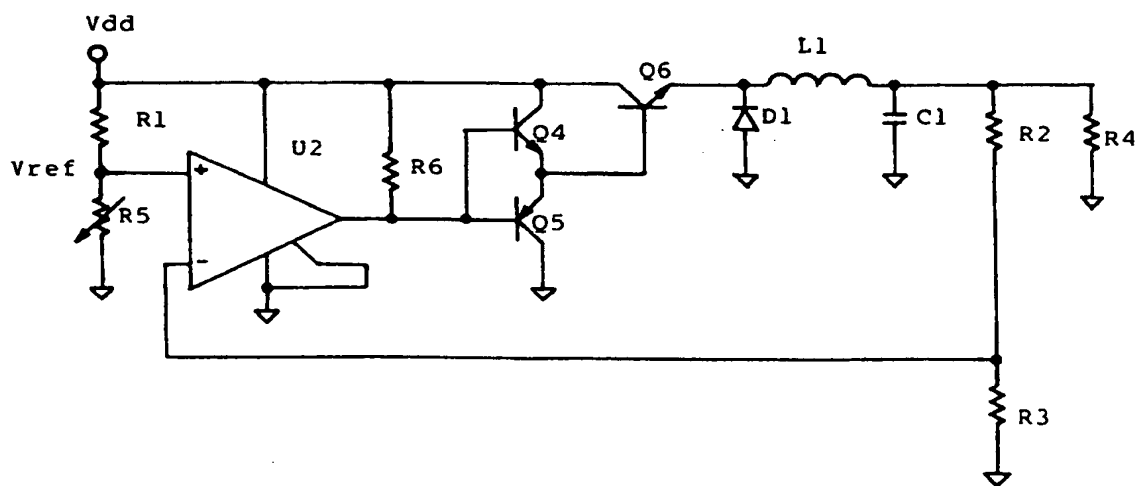 Vdd
L1
Q6
R1
Q4
D1
C1
R2
R4
U2
R6
Vref
+
R5
Q5
-
R3